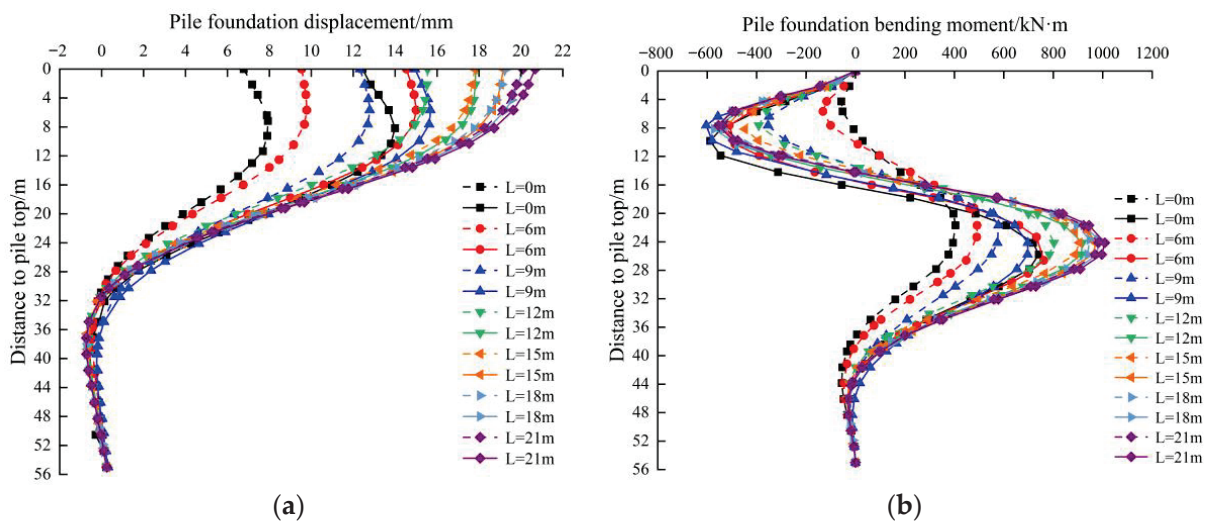 Pile foundation displacement/mm
−2 0 2 4 6 8 10 12 14 16 18 20 22
Distance to pile top/m
0
4
8
12
16
20
24
28
32
36
40
44
48
52
56
L=0m
L=0m
L=6m
L=6m
L=9m
L=9m
L=12m
L=12m
L=15m
L=15m
L=18m
L=18m
L=21m
L=21m
(a)
Pile foundation bending moment/kN·m
−800 −600 −400 −200 0 200 400 600 800 1000 1200
Distance to pile top/m
0
4
8
12
16
20
24
28
32
36
40
44
48
52
56
L=0m
L=0m
L=6m
L=6m
L=9m
L=9m
L=12m
L=12m
L=15m
L=15m
L=18m
L=18m
L=21m
L=21m
(b)